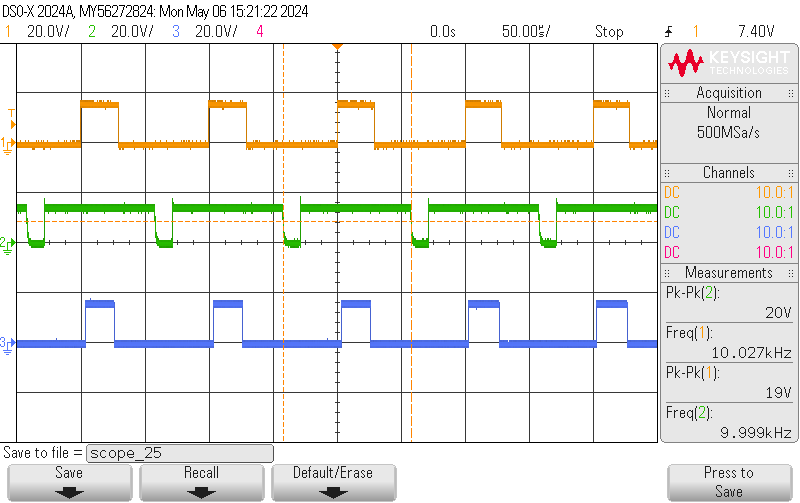 DSO-X 2024A, MY56272824: Mon May 06 15:21:22 2024
1 20.0V/ 2 20.0V/ 3 20.0V/ 4 0.0s 50.00s/ Stop 1 7.40V
KEYSIGHT
TECHNOLOGIES
Acquisition
Normal
500MSa/s
Channels
DC 10.0:1
DC 10.0:1
DC 10.0:1
DC 10.0:1
Measurements
Pk-Pk(2):
20V
Freq(1):
10.027kHz
Pk-Pk(1):
19V
Freq(2):
9.999kHz
T
1
2
3
Save to file = scope_25
Save
Recall
Default/Erase
Press to
Save